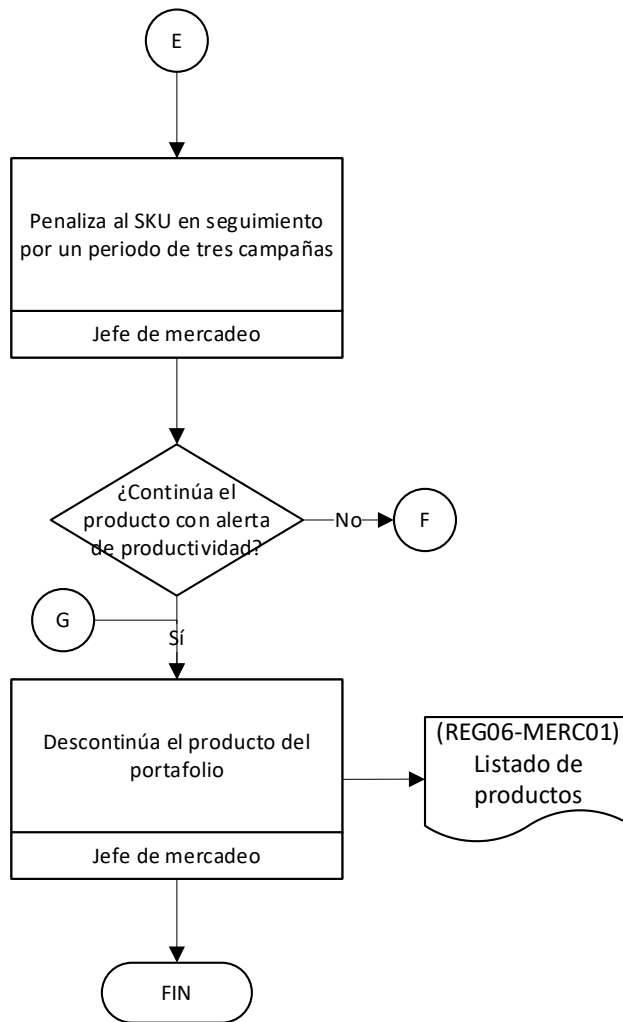 E
Penaliza al SKU en seguimiento
por un periodo de tres campañas
Jefe de mercadeo
¿Continúa el
producto con alerta
de productividad?
No
F
G
Sí
Descontinúa el producto del
portafolio
Jefe de mercadeo
(REG06-MERC01)
Listado de
productos
FIN